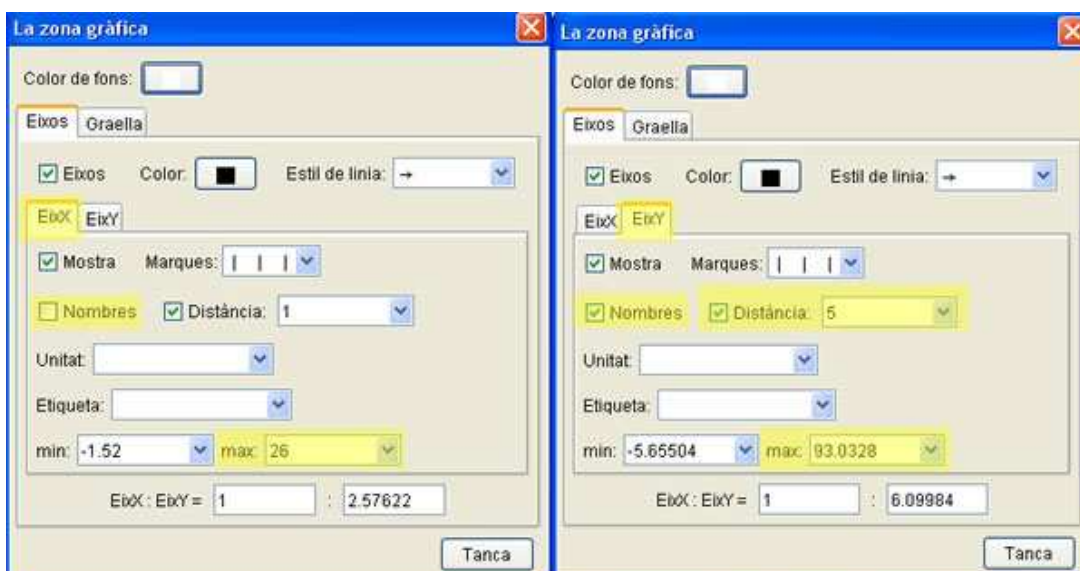 La zona gràfica
Color de fons:
Eixos Graella
Eixos Color: Estil de linia:
EixX EixY
Mostra Marques:
Nombres Distància: 1
Unitat:
Etiqueta:
min: -1.52 max: 26
EixX : EixY = 1 : 2.57622
Tanca
La zona gràfica
Color de fons:
Eixos Graella
Eixos Color: Estil de linia:
EixX EixY
Mostra Marques:
Nombres Distància: 5
Unitat:
Etiqueta:
min: -5.65504 max: 93.0328
EixX : EixY = 1 : 6.09984
Tanca